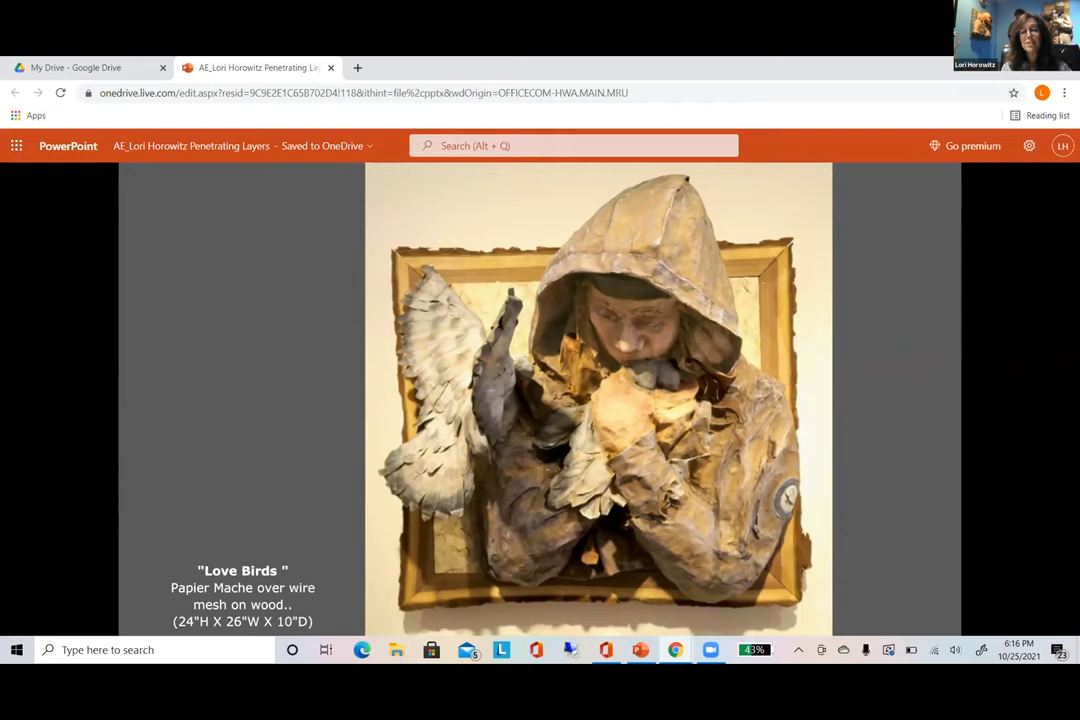 Lori Horowitz
My Drive - Google Drive
AE_Lori Horowitz Penetrating La
onedrive.live.com/edit.aspx?resid=9C9E2E1C65B702D4!118&ithint=file%2cpptx&wdOrigin=OFFICECOM-HWA.MAIN.MRU
L
Apps
Reading list
PowerPoint
AE_Lori Horowitz Penetrating Layers - Saved to OneDrive
Search (Alt + Q)
Go premium
LH
"Love Birds "
Papier Mache over wire
mesh on wood..
(24"H X 26"W X 10"D)
Type here to search
5
L
43%
6:16 PM
10/25/2021
23